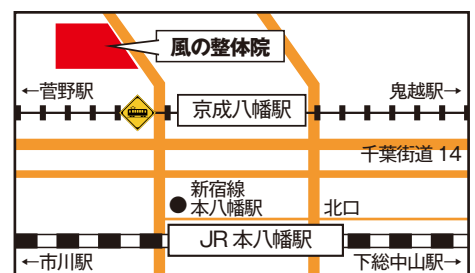 風の整体院
←菅野駅
鬼越駅→
京成八幡駅
千葉街道 14
新宿線
本八幡駅
北口
JR 本八幡駅
←市川駅
下総中山駅→